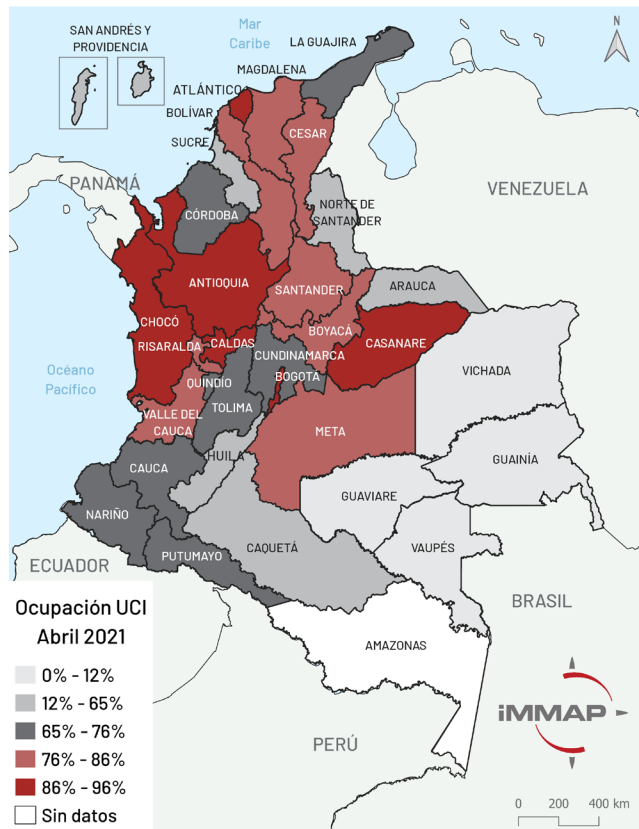 SAN ANDRÉS Y
PROVIDENCIA
Mar
Caribe
LA GUAJIRA
N
MAGDALENA
ATLÁNTICO
BOLÍVAR
CESAR
SUCRE
PANAMÁ
VENEZUELA
CÓRDOBA
NORTE DE
SANTANDER
ANTIOQUIA
SANTANDER
ARAUCA
CHOCÓ
BOYACÁ
RISARALDA
CALDAS
CASANARE
CUNDINAMARCA
Océano
Pacífico
QUINDÍO
BOGOTÁ
VICHADA
TOLIMA
VALLE DEL
CAUCA
META
HUILA
GUAINÍA
CAUCA
GUAVIARE
NARIÑO
CAQUETÁ
VAUPÉS
PUTUMAYO
ECUADOR
BRASIL
AMAZONAS
PERÚ
Ocupación UCI
Abril 2021
0% - 12%
12% - 65%
65% - 76%
76% - 86%
86% - 96%
Sin datos
iMMAP
0 200 400 km